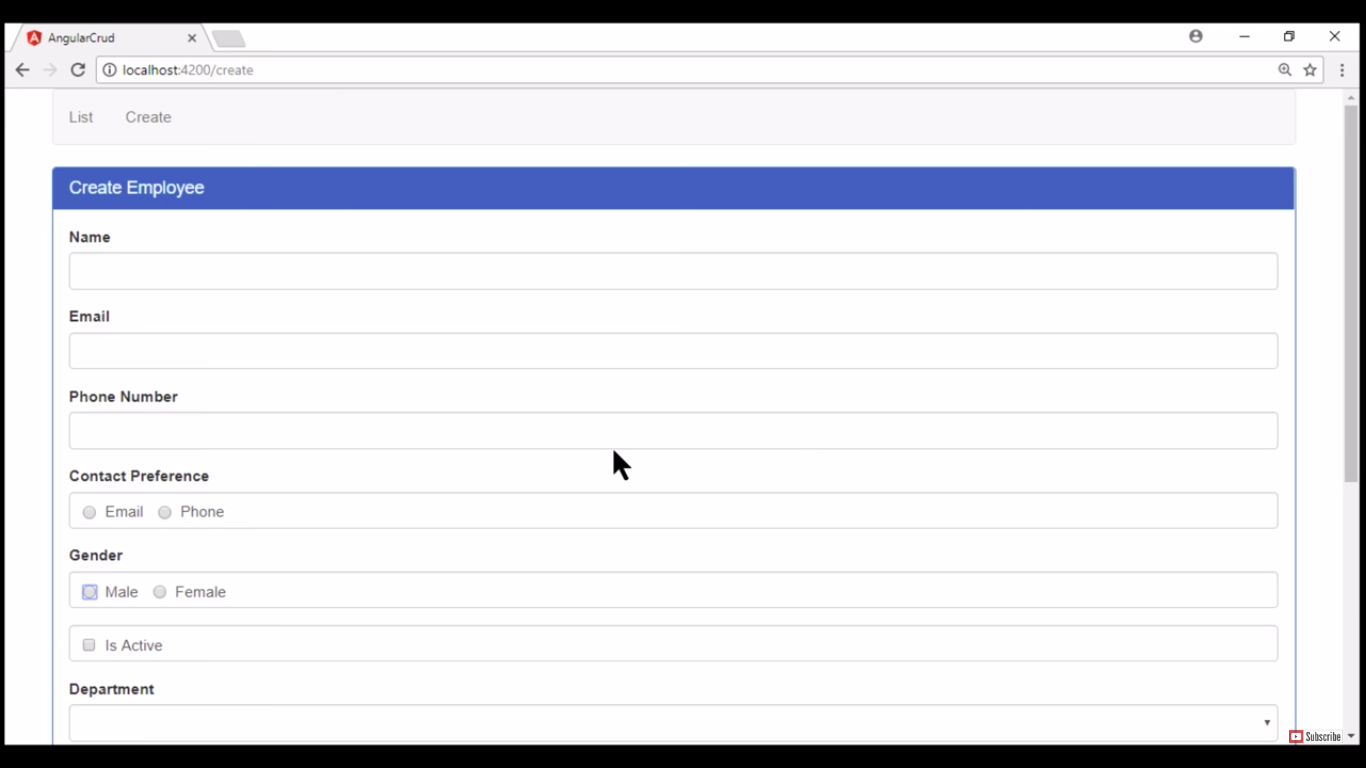 AngularCrud
localhost:4200/create
List Create
Create Employee
Name
Email
Phone Number
Contact Preference
Email Phone
Gender
Male Female
Is Active
Department
Subscribe